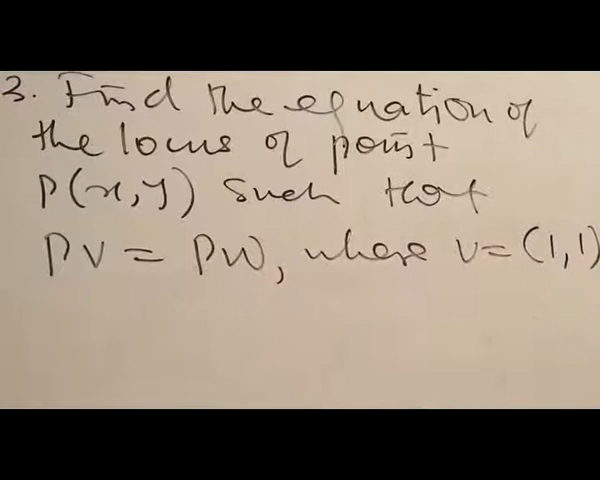 3. Find the equation of
the locus of point
P(x,y) such that
PV = PW, where V=(1,1)